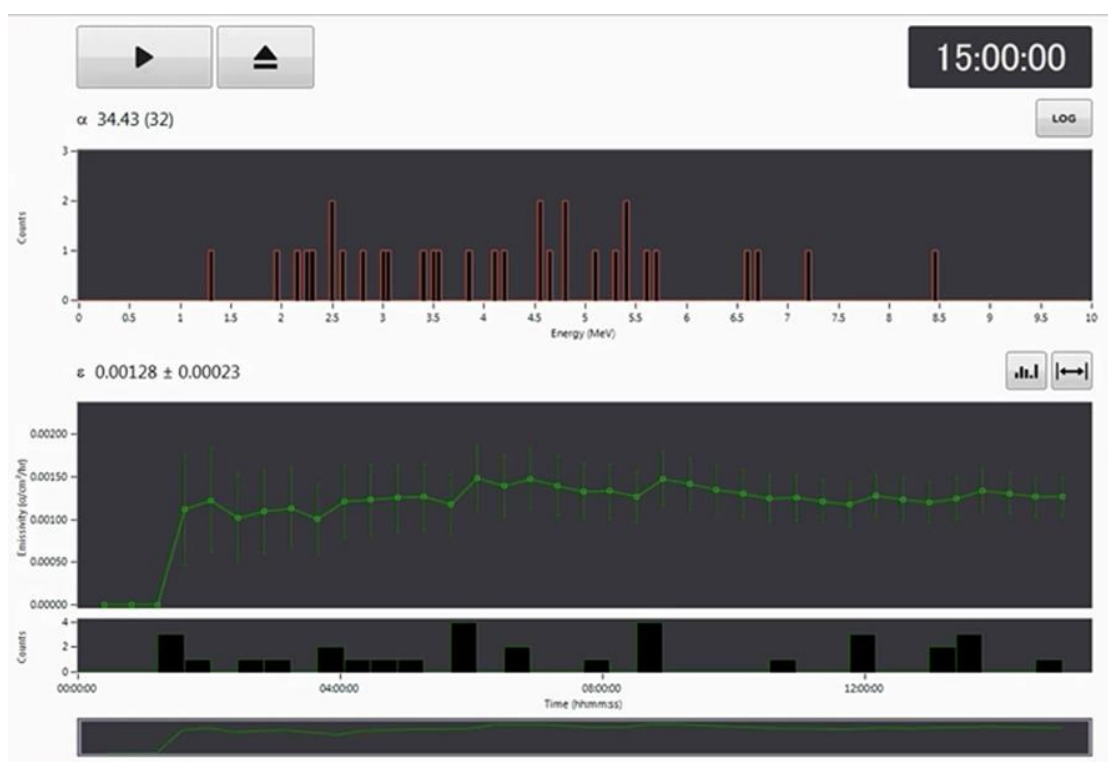 15:00:00
α 34.43 (32)
LOG
3
2
1
0
Counts
0 0.5 1 1.5 2 2.5 3 3.5 4 4.5 5 5.5 6 6.5 7 7.5 8 8.5 9 9.5 10
Energy (MeV)
ε 0.00128 ± 0.00023
0.00200
0.00150
0.00100
0.00050
0.00000
Emissivity (α/cm²/hr)
4
2
0
Counts
00:00:00 04:00:00 08:00:00 12:00:00
Time (hh:mm:ss)